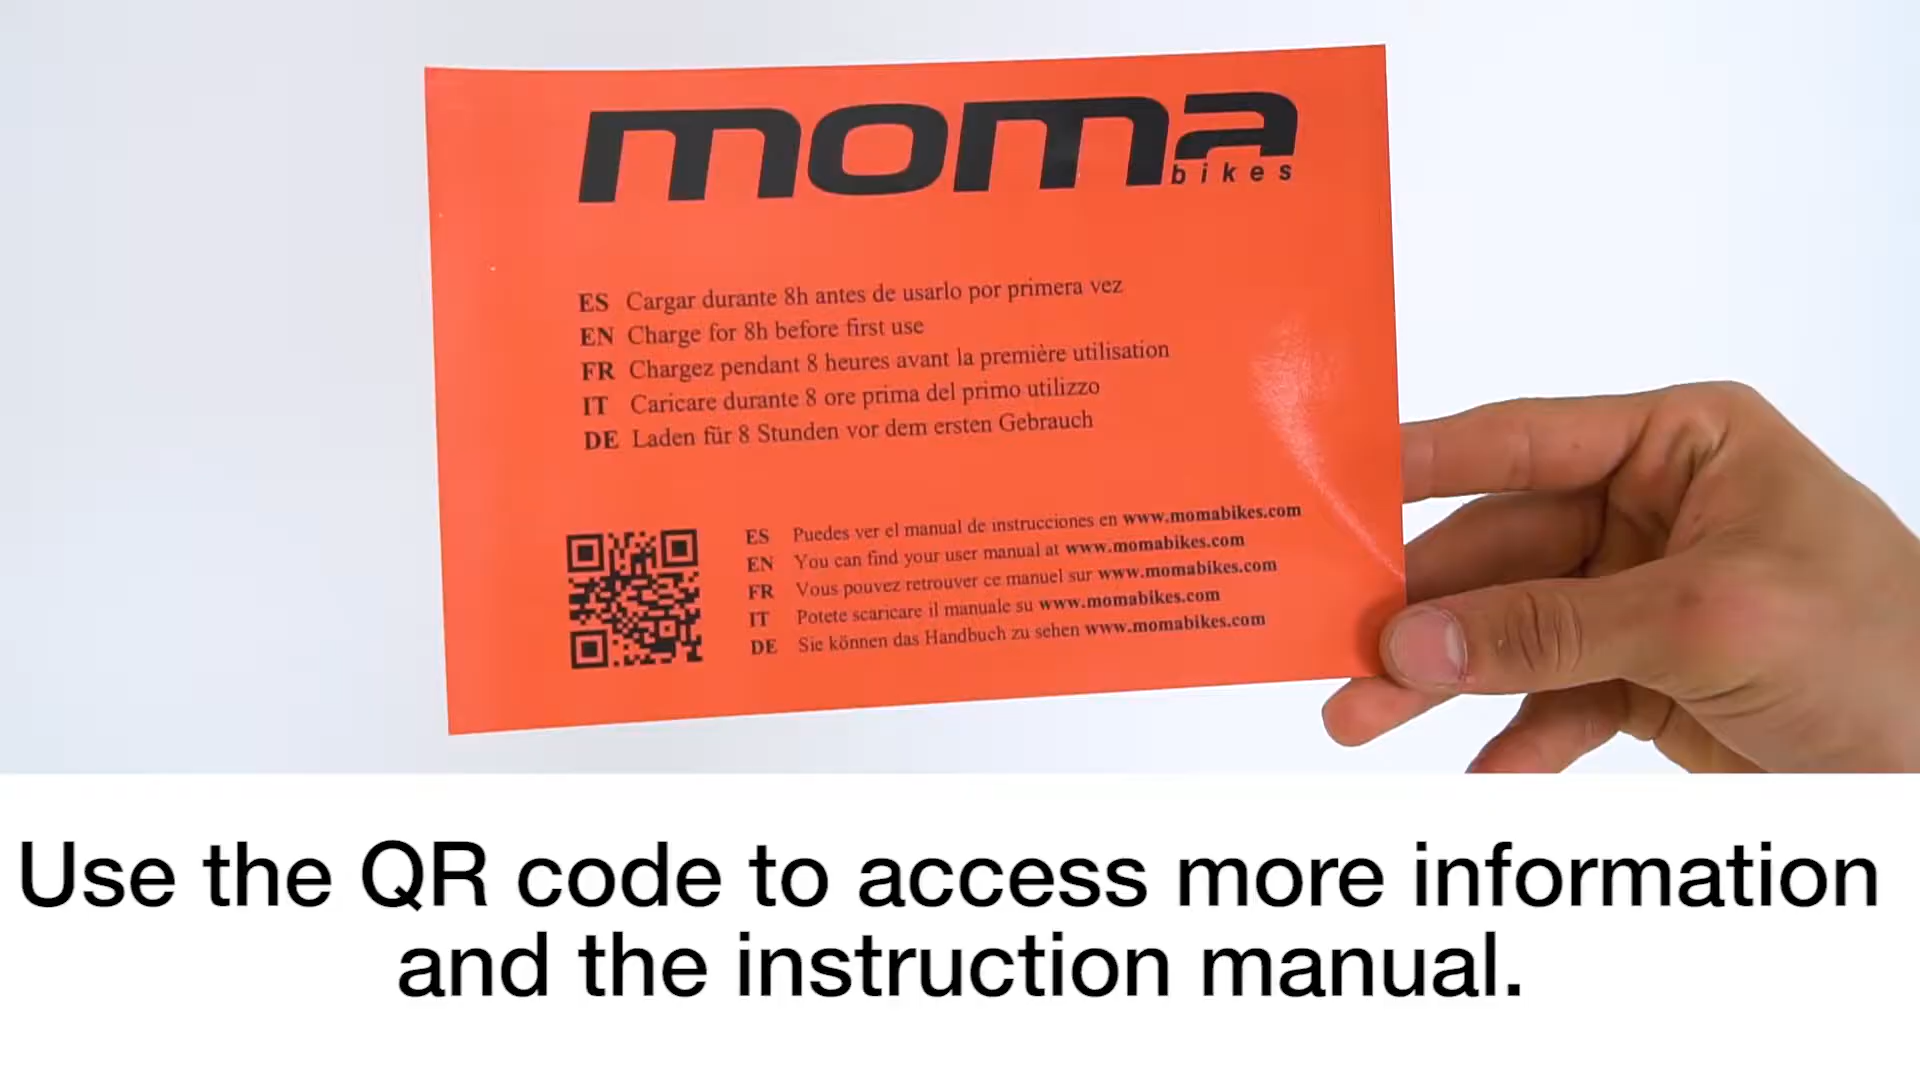 moma
bikes
ES Cargar durante 8h antes de usarlo por primera vez
EN Charge for 8h before first use
FR Chargez pendant 8 heures avant la première utilisation
IT Caricare durante 8 ore prima del primo utilizzo
DE Laden für 8 Stunden vor dem ersten Gebrauch
ES Puedes ver el manual de instrucciones en www.momabikes.com
EN You can find your user manual at www.momabikes.com
FR Vous pouvez retrouver ce manuel sur www.momabikes.com
IT Potete scaricare il manuale su www.momabikes.com
DE Sie können das Handbuch zu sehen www.momabikes.com
Use the QR code to access more information
and the instruction manual.